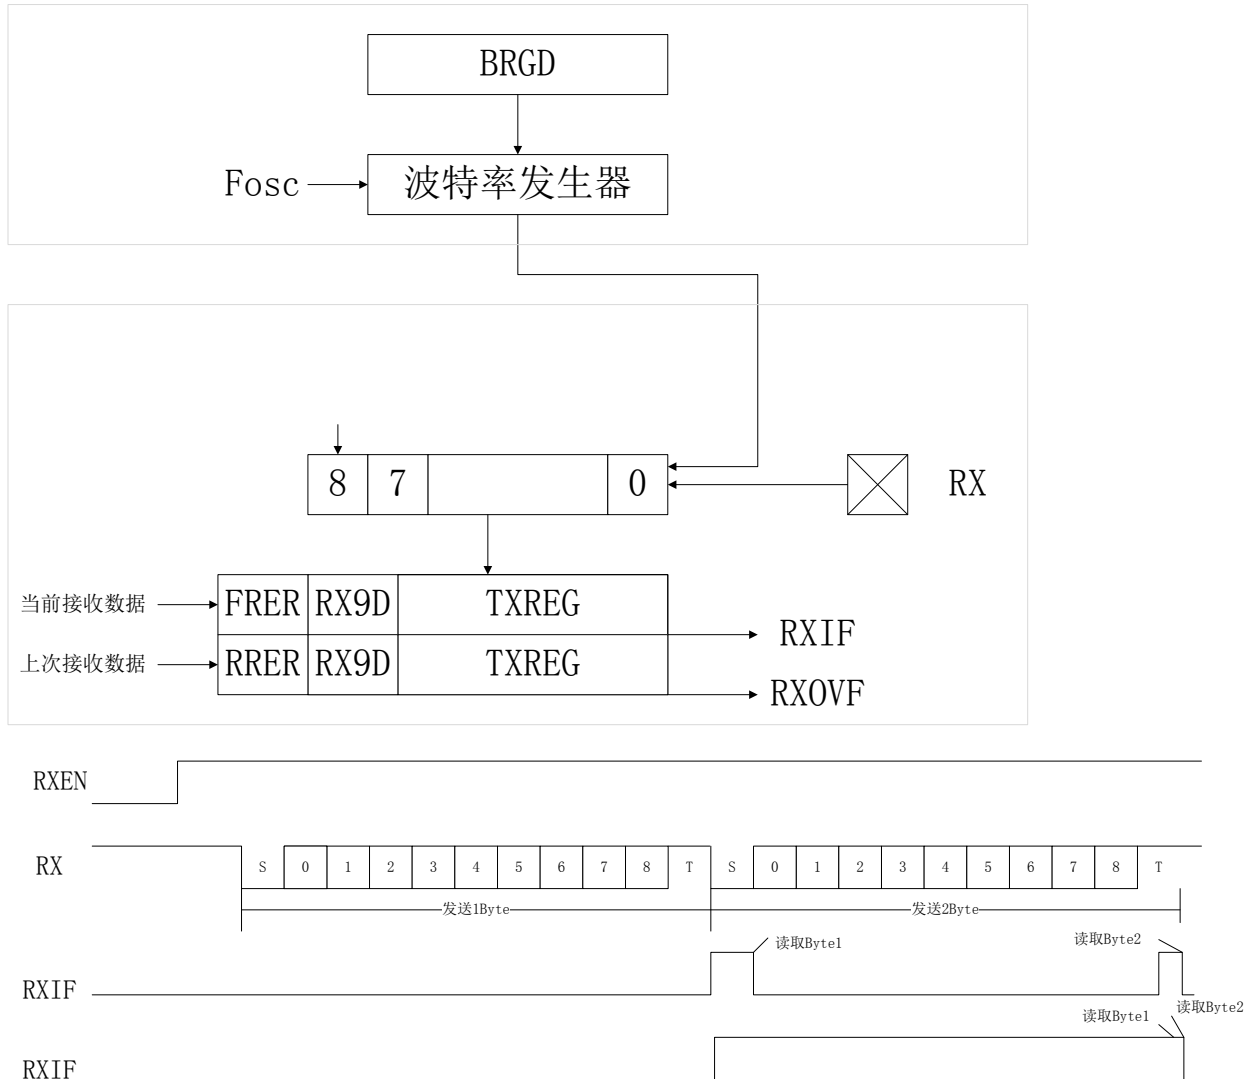 BRGD
Fosc 波特率发生器
8 7 0 RX
当前接收数据 FRER RX9D TXREG
RXIF
上次接收数据 RRER RX9D TXREG
RXOVF
RXEN
RX S 0 1 2 3 4 5 6 7 8 T S 0 1 2 3 4 5 6 7 8 T
发送1Byte 发送2Byte
读取Byte1 读取Byte2
RXIF
读取Byte1 读取Byte2
RXIF